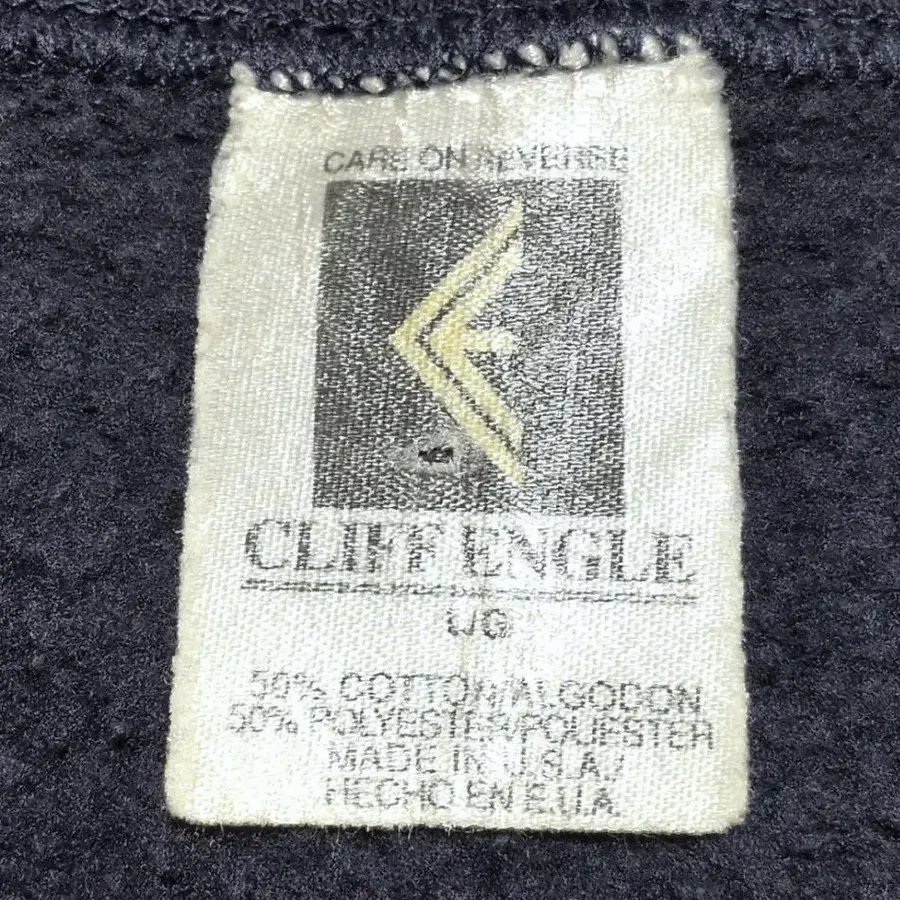 CARE ON REVERSE
CLIFF ENGLE
L/G
50% COTTON/ALGODON
50% POLYESTER/POLIESTER
MADE IN U.S.A./
HECHO EN E.U.A.